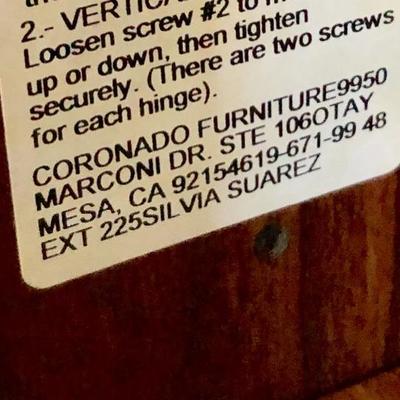 2.- VERTICA
Loosen screw #2 to
up or down, then tighten
securely. (There are two screws
for each hinge).
CORONADO FURNITURE9950
MARCONI DR. STE 106OTAY
MESA, CA 92154619-671-99 48
EXT 225SILVIA SUAREZ